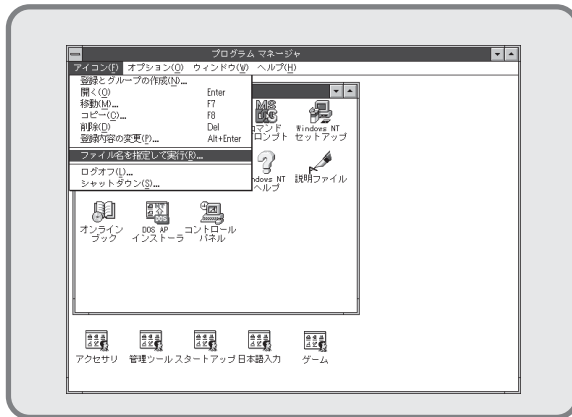 プログラム マネージャ
アイコン(F) オプション(O) ウィンドウ(W) ヘルプ(H)
登録とグループの作成(N)...
開く(O) Enter
移動(M)... F7
コピー(C)... F8
削除(D) Del
登録内容の変更(P)... Alt+Enter
ファイル名を指定して実行(R)...
ログオフ(L)...
シャットダウン(S)...
MS
DOS
マンド
ロンプト
Windows NT
セットアップ
ndows NT
ヘルプ
説明ファイル
オンライン
ブック
DOS AP
インストーラ
コントロール
パネル
アクセサリ 管理ツール スタートアップ 日本語入力 ゲーム